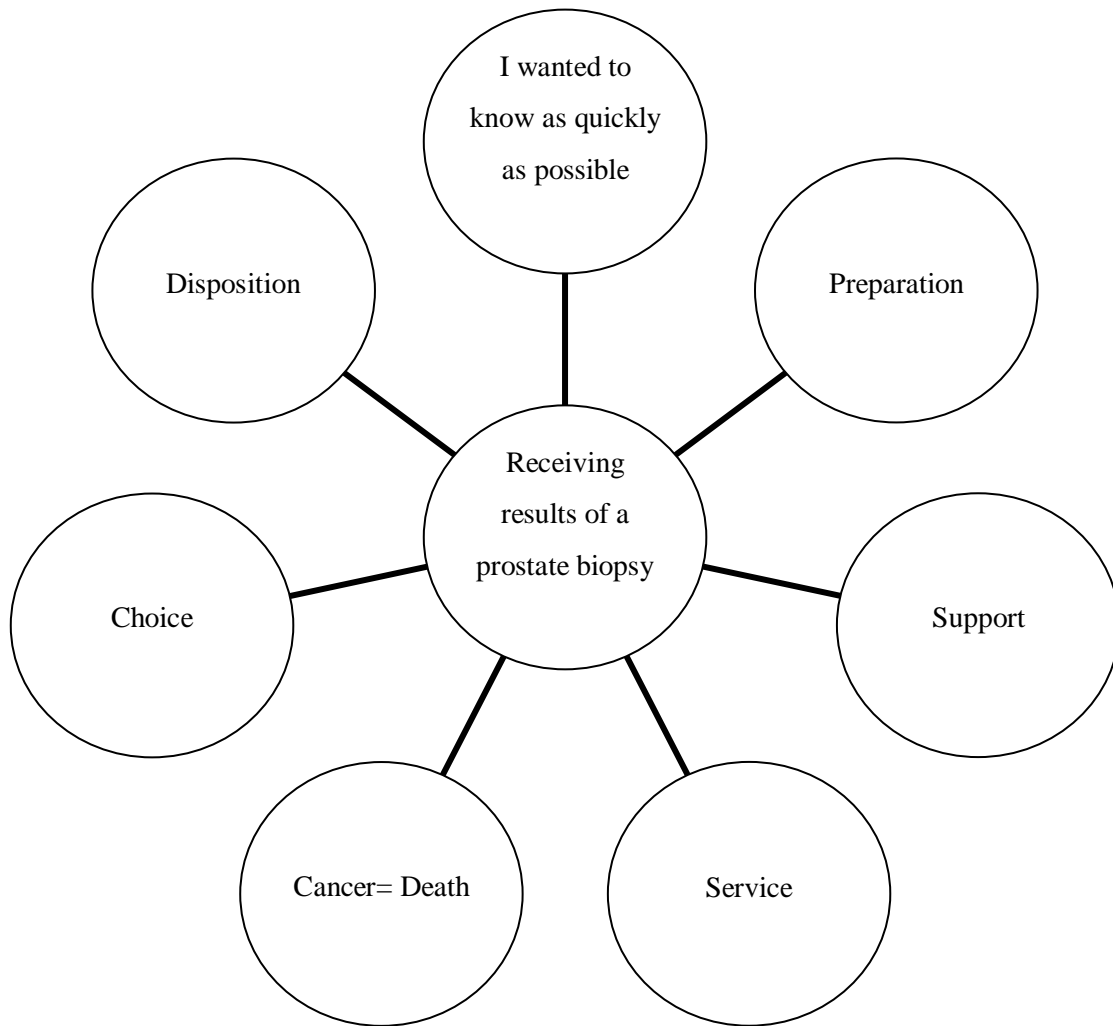 I wanted to
know as quickly
as possible
Disposition
Preparation
Receiving
results of a
prostate biopsy
Choice
Support
Cancer= Death
Service